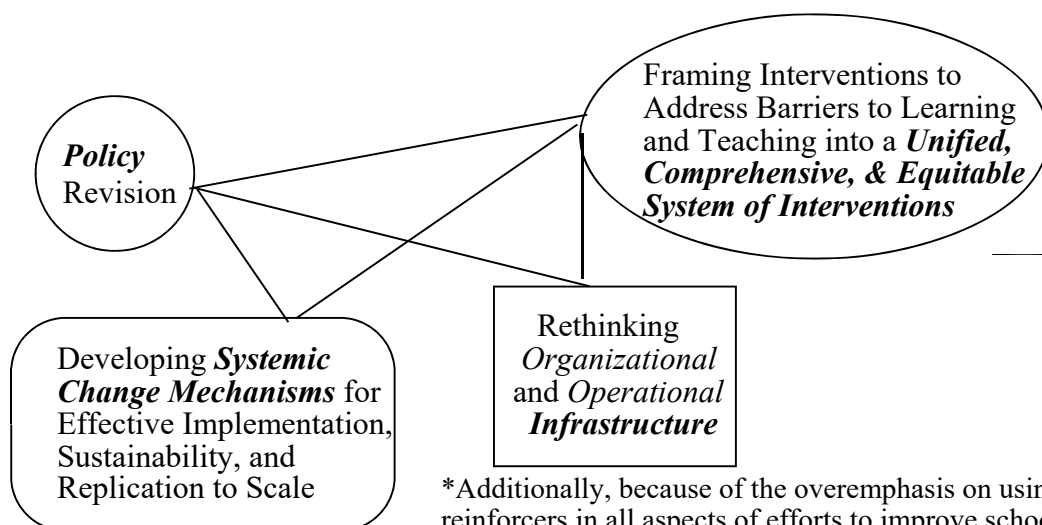 Policy
Revision
Framing Interventions to
Address Barriers to Learning
and Teaching into a Unified,
Comprehensive, & Equitable
System of Interventions
Developing Systemic
Change Mechanisms for
Effective Implementation,
Sustainability, and
Replication to Scale
Rethinking
Organizational
and Operational
Infrastructure
*Additionally, because of the overemphasis on
reinforcers in all aspects of efforts to improve